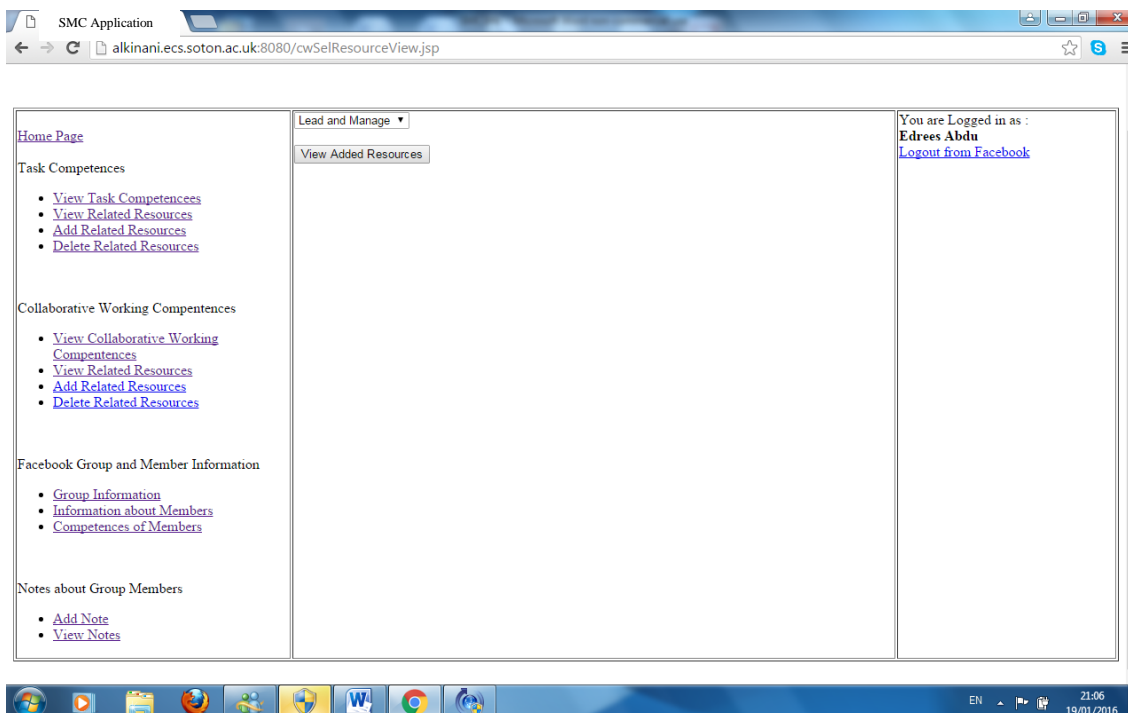 SMC Application
alkinani.ecs.soton.ac.uk:8080/cwSelResourceView.jsp
Home Page
Task Competences
View Task Competencees
View Related Resources
Add Related Resources
Delete Related Resources
Collaborative Working Compentences
View Collaborative Working
Compentences
View Related Resources
Add Related Resources
Delete Related Resources
Facebook Group and Member Information
Group Information
Information about Members
Competences of Members
Notes about Group Members
Add Note
View Notes
Lead and Manage
View Added Resources
You are Logged in as :
Edrees Abdu
Logout from Facebook
EN
21:06
19/01/2016